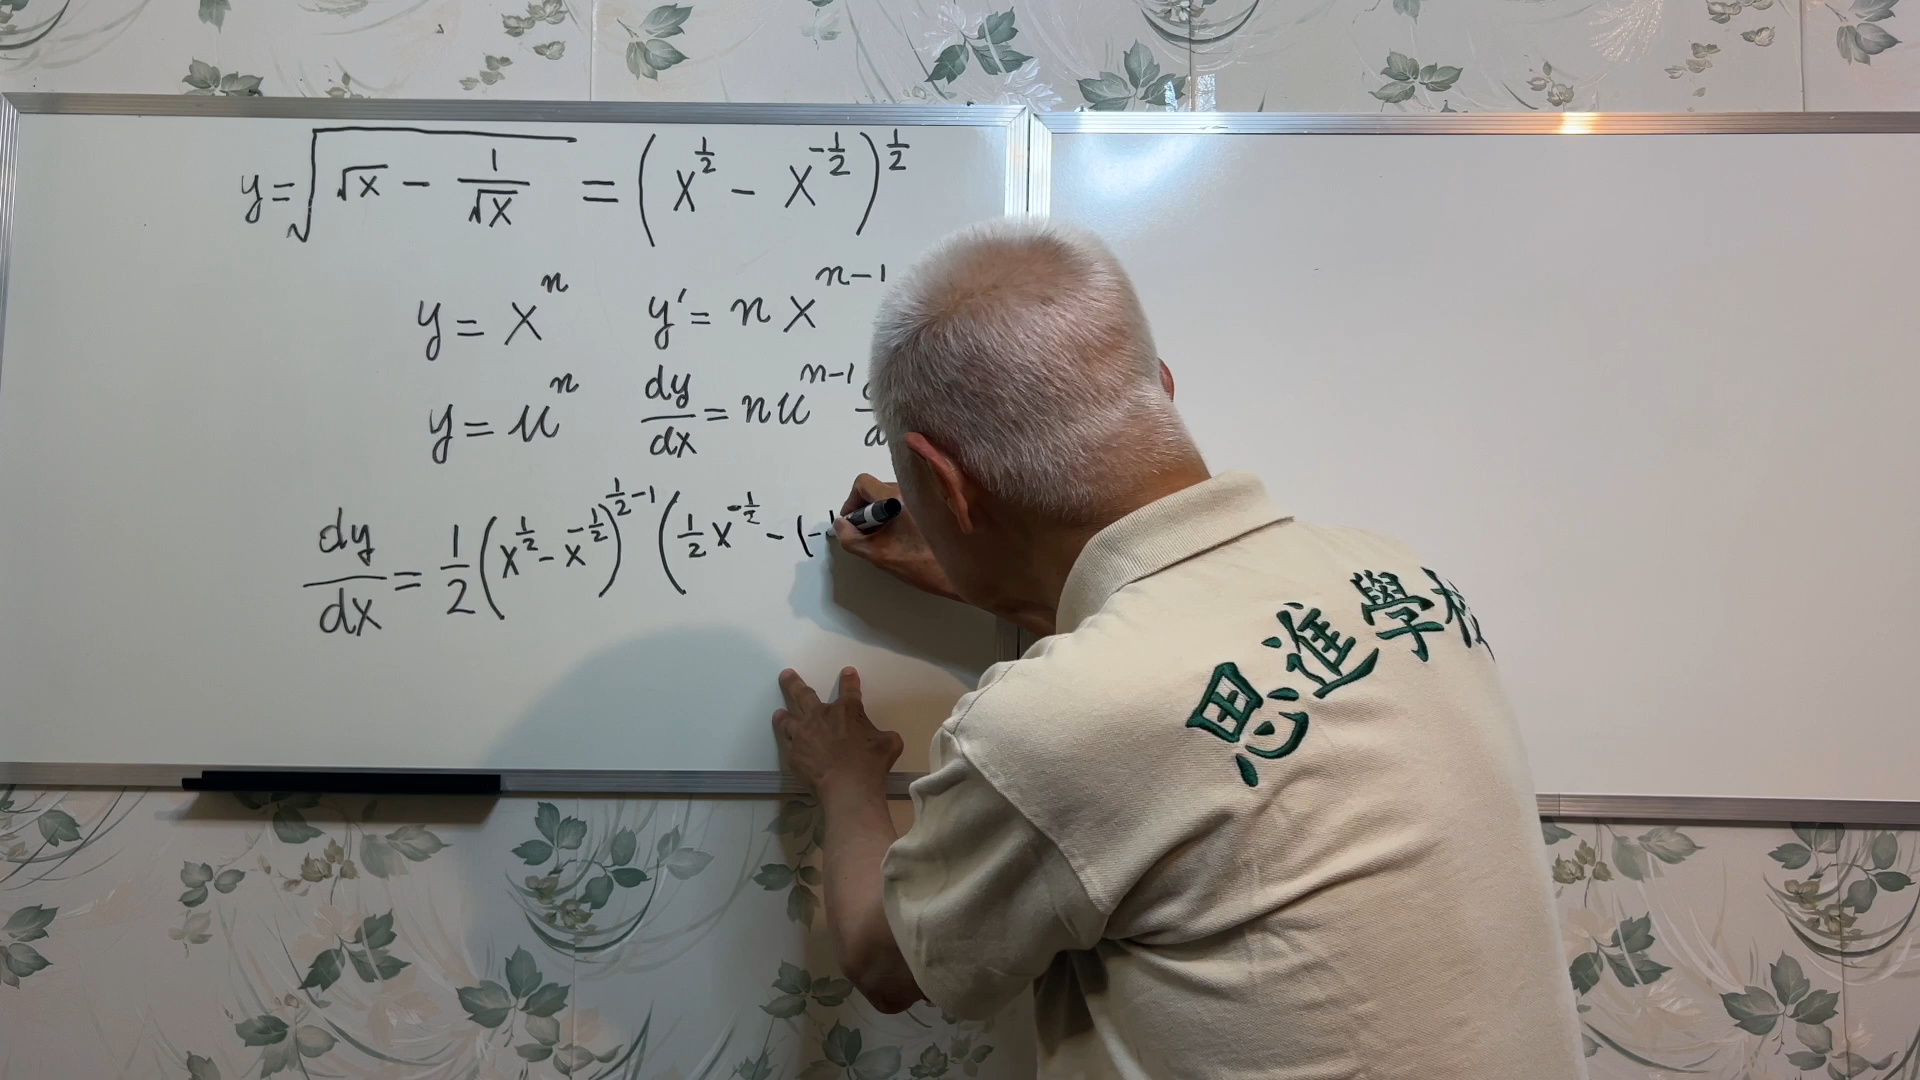 y=√(√x − 1/√x) = (x^(1/2) − x^(-1/2))^(1/2)
y = x^n y′ = n x^(n−1)
y = u^n dy/dx = n u^(n−1)
dy/dx = 1/2 (x^(1/2) − x^(-1/2))^(1/2 − 1) (1/2 x^(-1/2) − (−
思進學校